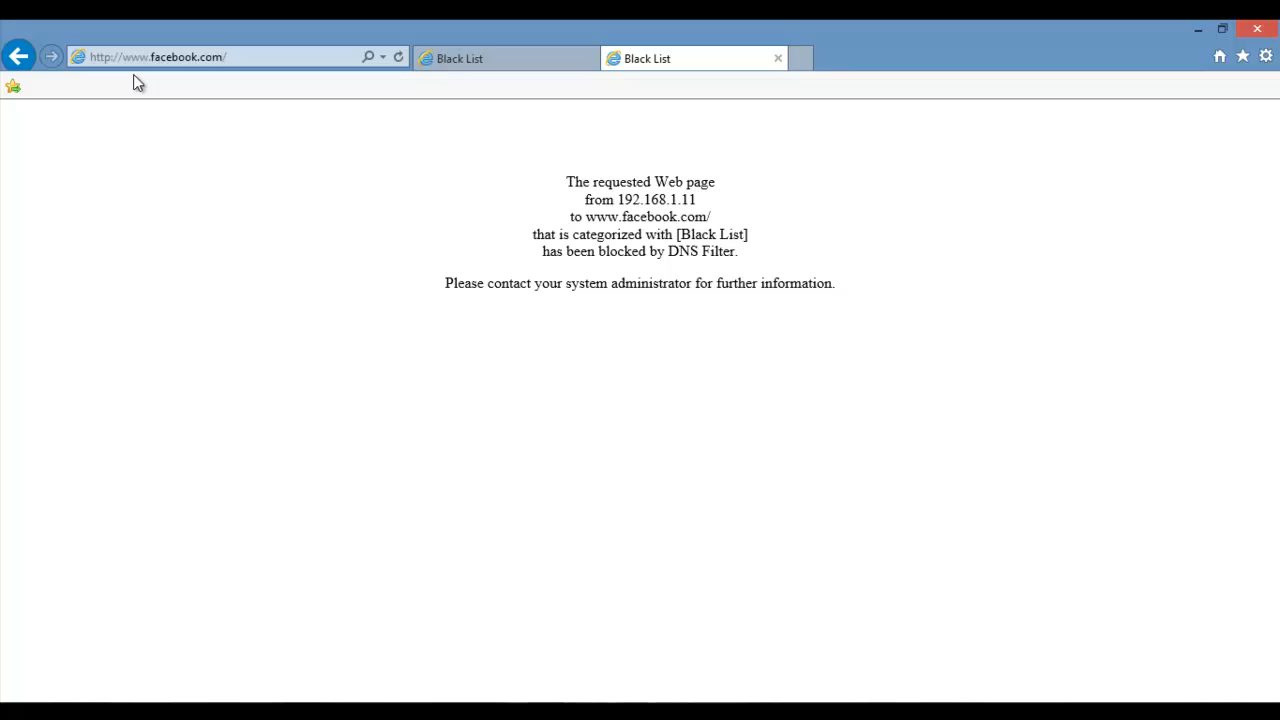 http://www.facebook.com/
Black List
Black List
The requested Web page
from 192.168.1.11
to www.facebook.com/
that is categorized with [Black List]
has been blocked by DNS Filter.
Please contact your system administrator for further information.